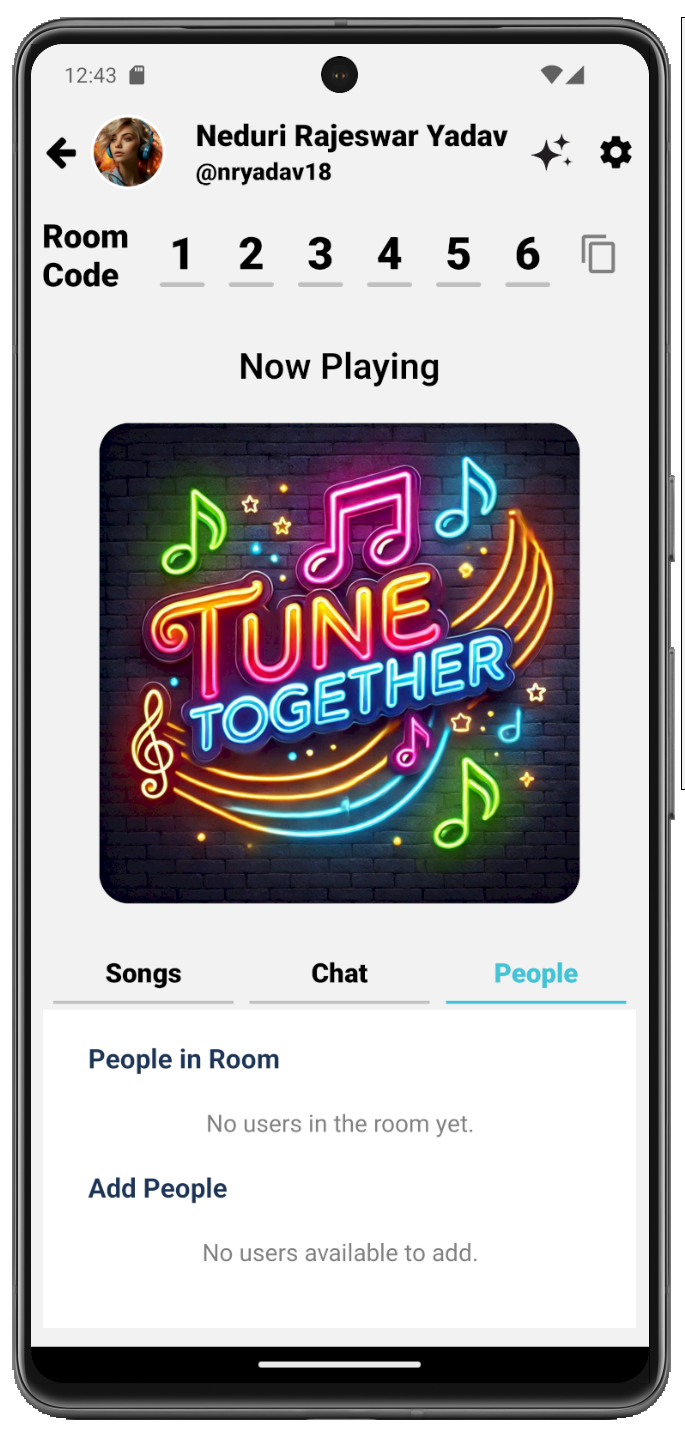 12:43
Neduri Rajeswar Yadav
@nryadav18
Room
Code
1 2 3 4 5 6
Now Playing
TUNE
TOGETHER
Songs Chat People
People in Room
No users in the room yet.
Add People
No users available to add.